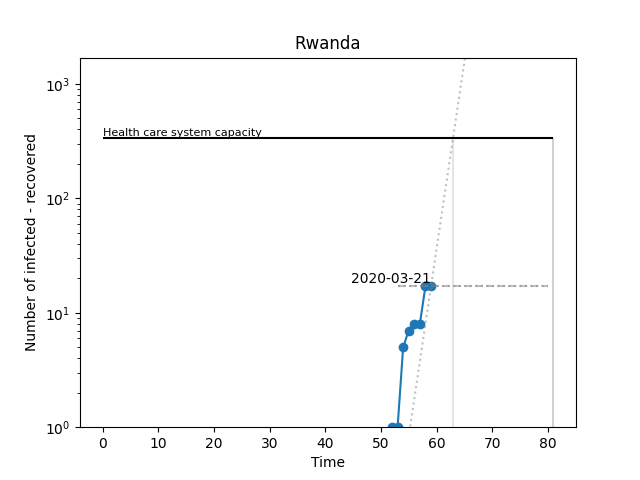 Rwanda
Number of infected - recovered
10³
Health care system capacity
10²
2020-03-21
10¹
10⁰
0 10 20 30 40 50 60 70 80
Time